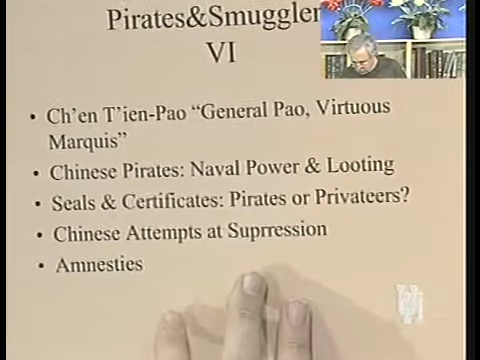 Pirates&Smuggler
VI
• Ch'en T'ien-Pao "General Pao, Virtuous
Marquis"
• Chinese Pirates: Naval Power & Looting
• Seals & Certificates: Pirates or Privateers?
• Chinese Attempts at Suprression
• Amnesties